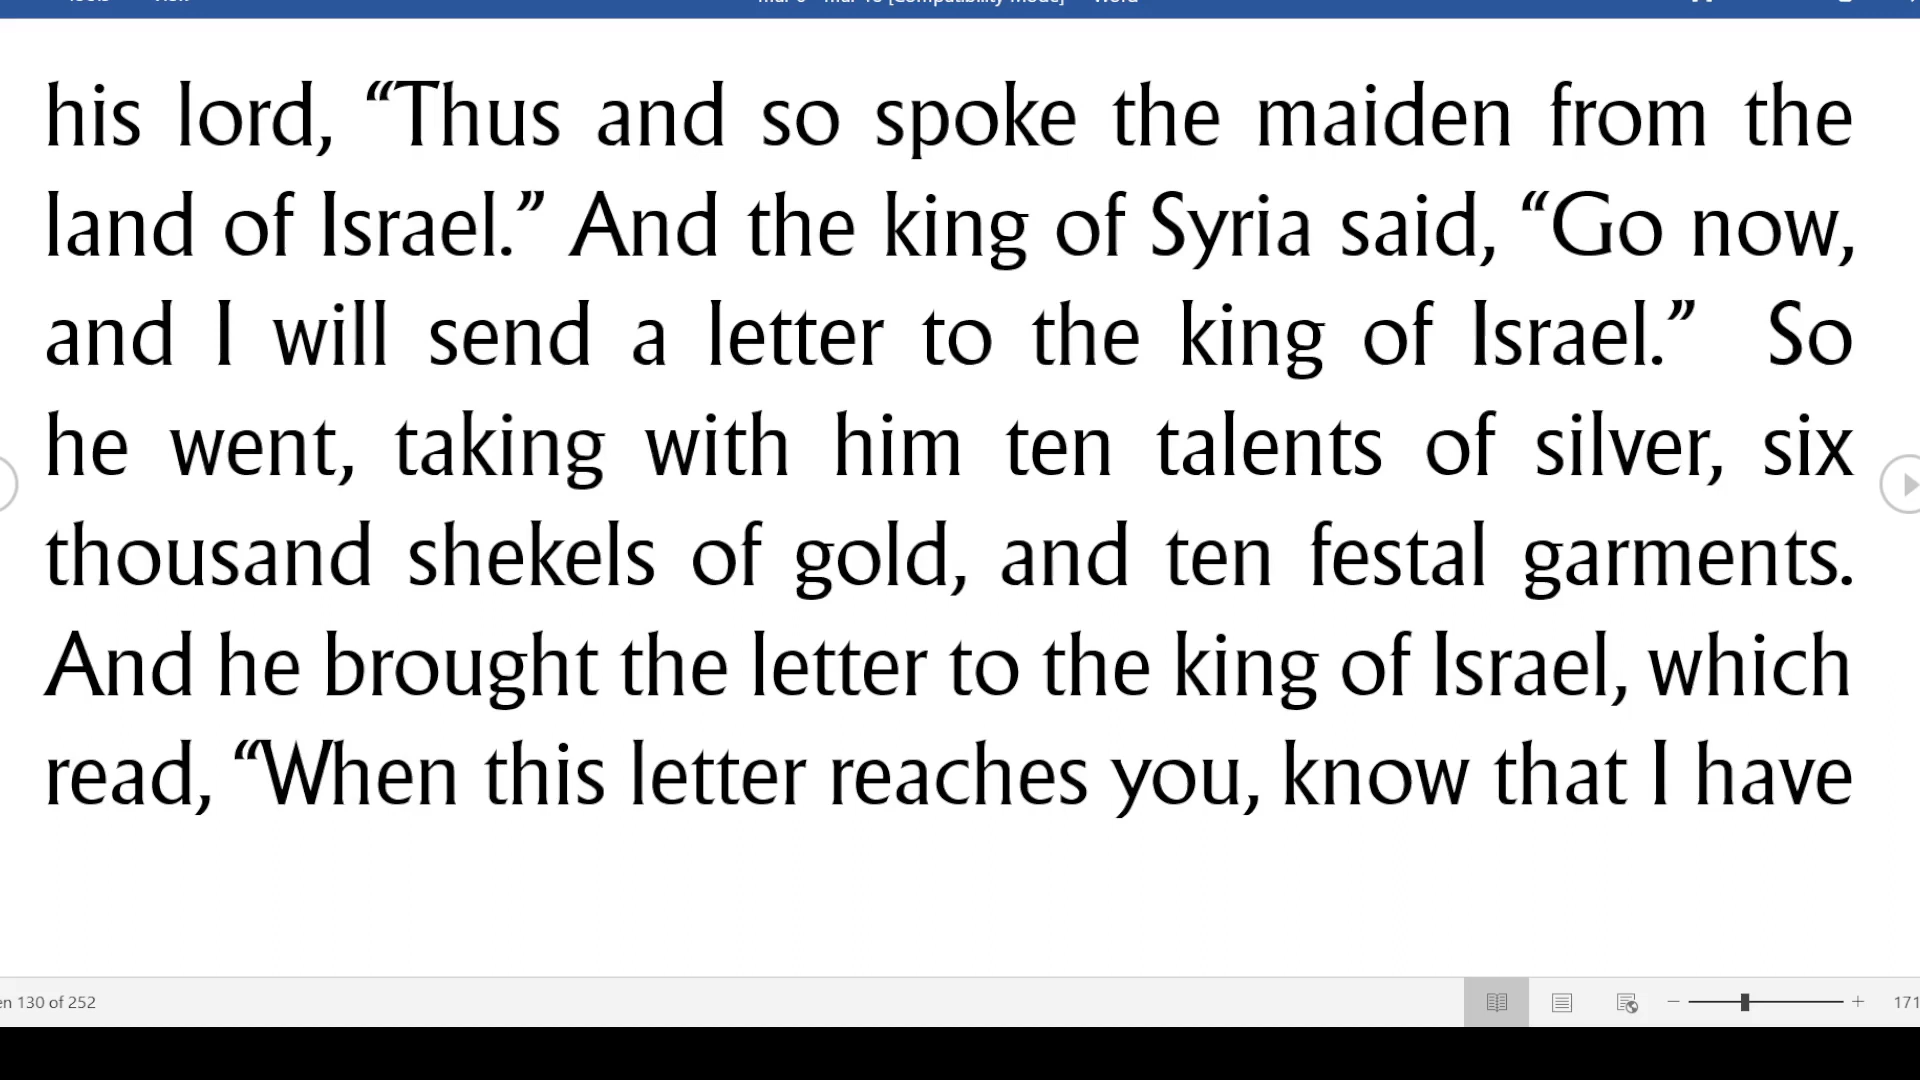 his lord, “Thus and so spoke the maiden from the
land of Israel.” And the king of Syria said, “Go now,
and I will send a letter to the king of Israel.” So
he went, taking with him ten talents of silver, six
thousand shekels of gold, and ten festal garments.
And he brought the letter to the king of Israel, which
read, “When this letter reaches you, know that I have
130 of 252